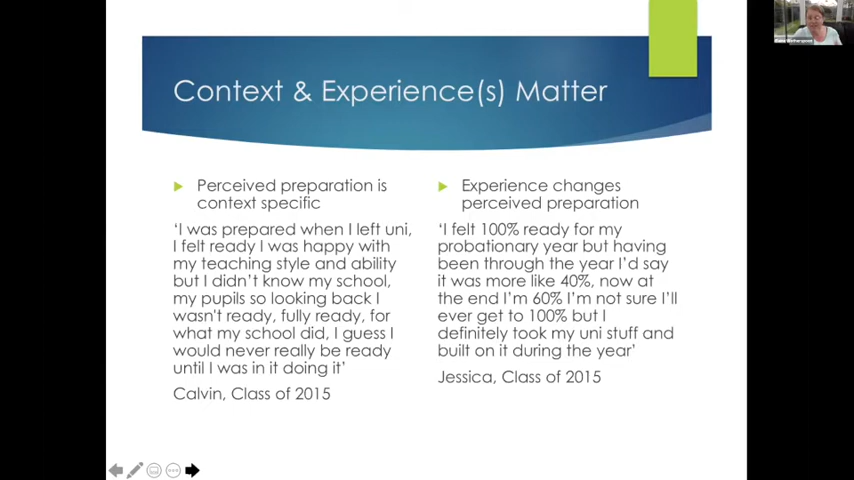 Context & Experience(s) Matter
Perceived preparation is
context specific
‘I was prepared when I left uni,
I felt ready I was happy with
my teaching style and ability
but I didn’t know my school,
my pupils so looking back I
wasn't ready, fully ready, for
what my school did, I guess I
would never really be ready
until I was in it doing it’
Calvin, Class of 2015
Experience changes
perceived preparation
‘I felt 100% ready for my
probationary year but having
been through the year I’d say
it was more like 40%, now at
the end I’m 60% I’m not sure I’ll
ever get to 100% but I
definitely took my uni stuff and
built on it during the year’
Jessica, Class of 2015